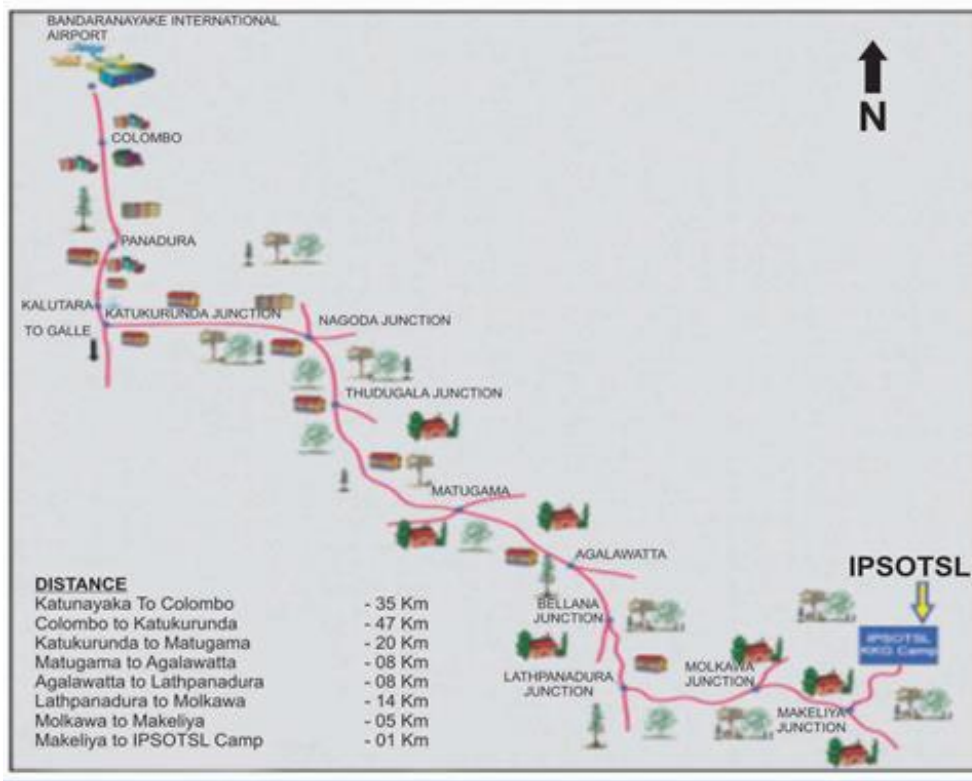 BANDARANAYAKE INTERNATIONAL
AIRPORT
N
COLOMBO
PANADURA
KALUTARA
KATUKURUNDA JUNCTION
TO GALLE
NAGODA JUNCTION
THUDUGALA JUNCTION
MATUGAMA
AGALAWATTA
IPSOTSL
BELLANA
JUNCTION
IPSOTSL
KKG Camp
LATHPANADURA
JUNCTION
MOLKAWA
JUNCTION
MAKELIYA
JUNCTION
DISTANCE
Katunayaka To Colombo - 35 Km
Colombo to Katukurunda - 47 Km
Katukurunda to Matugama - 20 Km
Matugama to Agalawatta - 08 Km
Agalawatta to Lathpanadura - 08 Km
Lathpanadura to Molkawa - 14 Km
Molkawa to Makeliya - 05 Km
Makeliya to IPSOTSL Camp - 01 Km